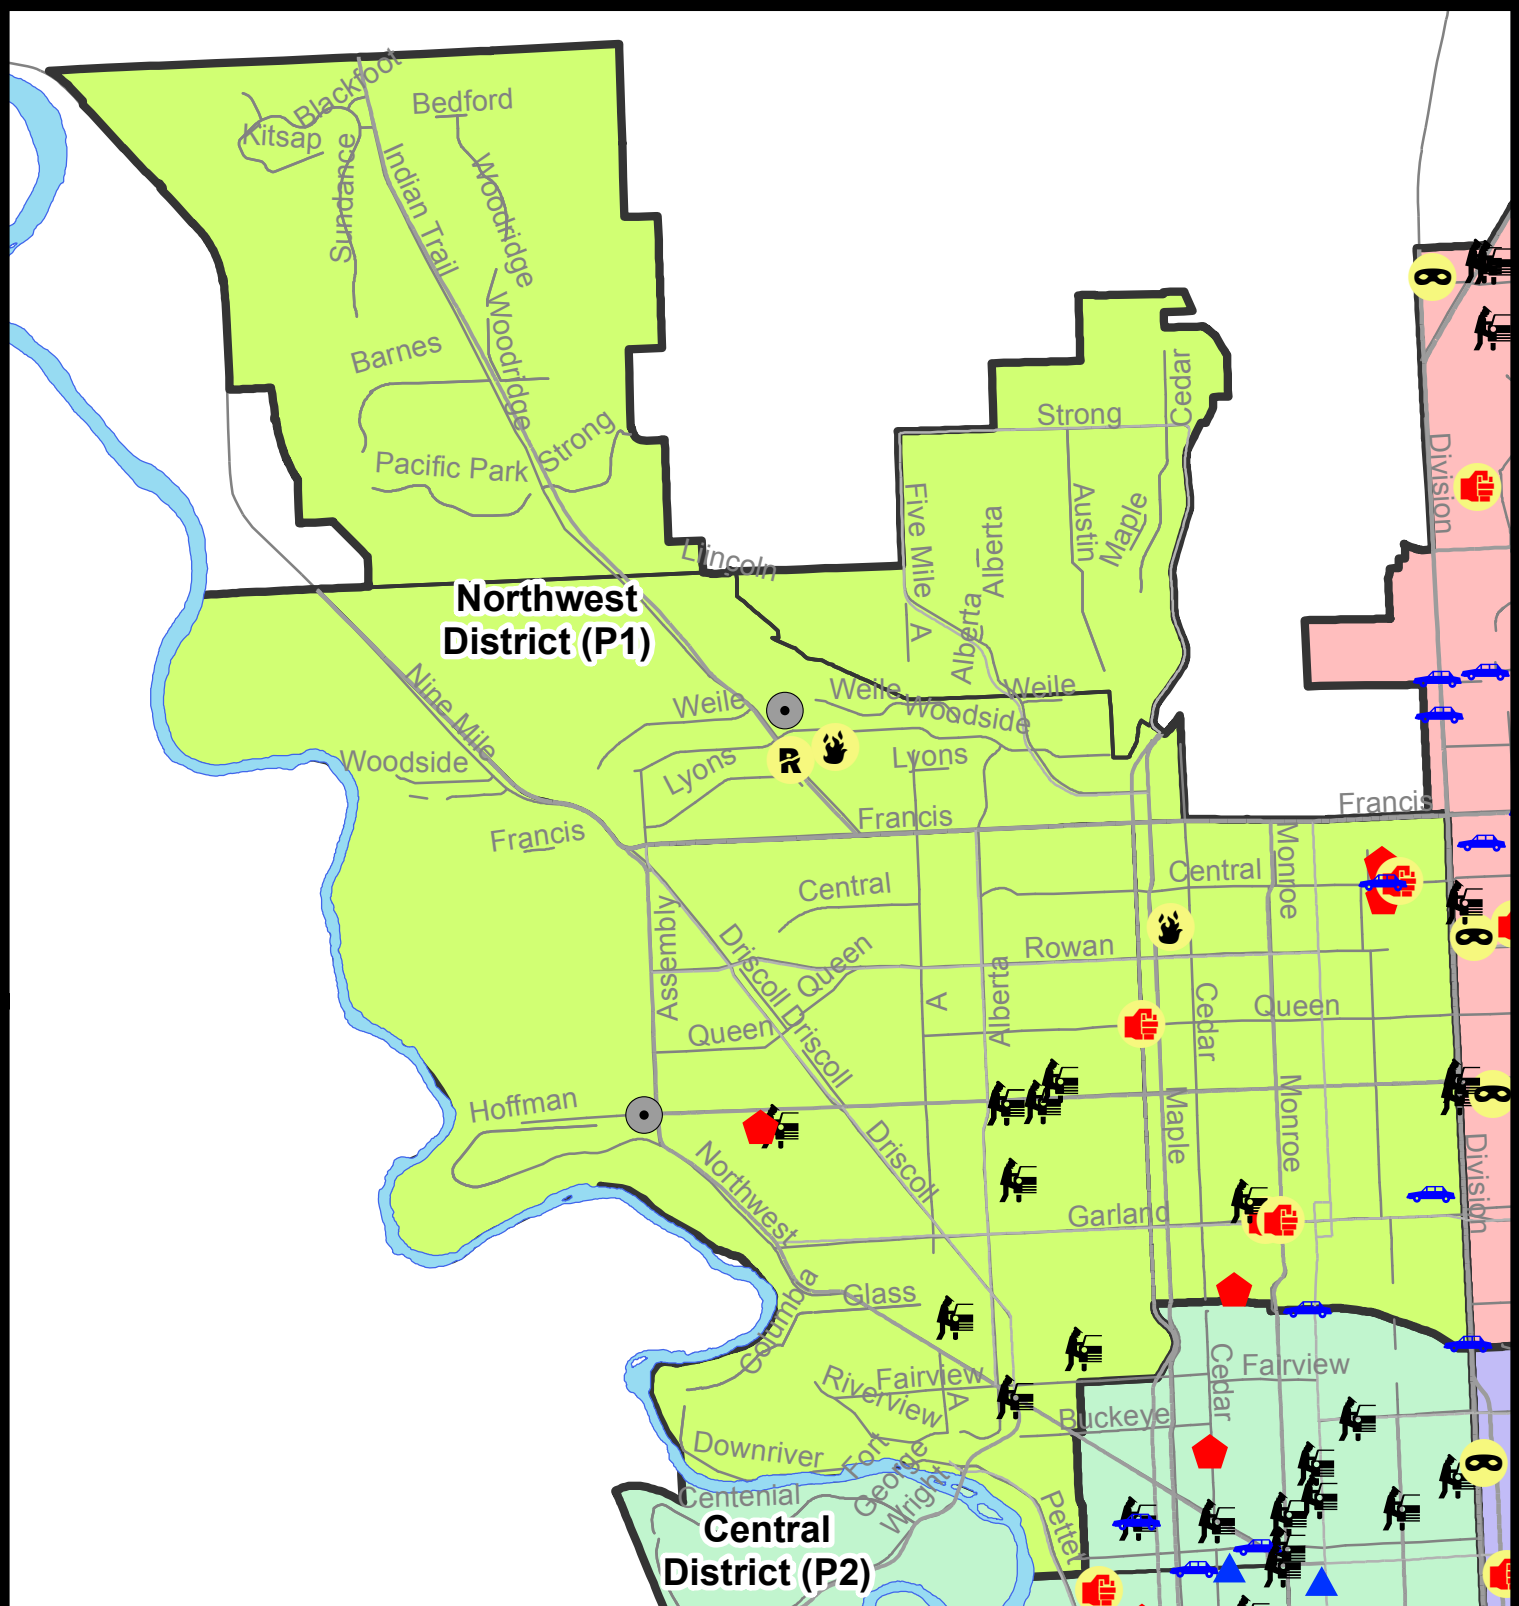 Blackfoot
Bedford
Kitsap
Sundance
Indian Trail
Woodridge
Woodridge
Barnes
Cedar
Strong
Strong
Pacific Park
Division
Five Mile
Alberta
Austin
Maple
Liincoln
Northwest
District (P1)
A
Alberta
Nine Mile
Weile
Weile
Weile
Woodside
Woodside
Lyons
R
Lyons
Francis
Francis
Francis
Monroe
Central
Central
Assembly
Driscoll
Queen
Rowan
A
Alberta
Cedar
Queen
Queen
Driscoll
Hoffman
Maple
Monroe
Driscoll
Northwest
Division
Garland
Columbia
Glass
Fairview
Cedar
Fairview
Riverview
A
Buckeye
Downriver
Fort
George
Wright
Centenial
Pettet
Central
District (P2)